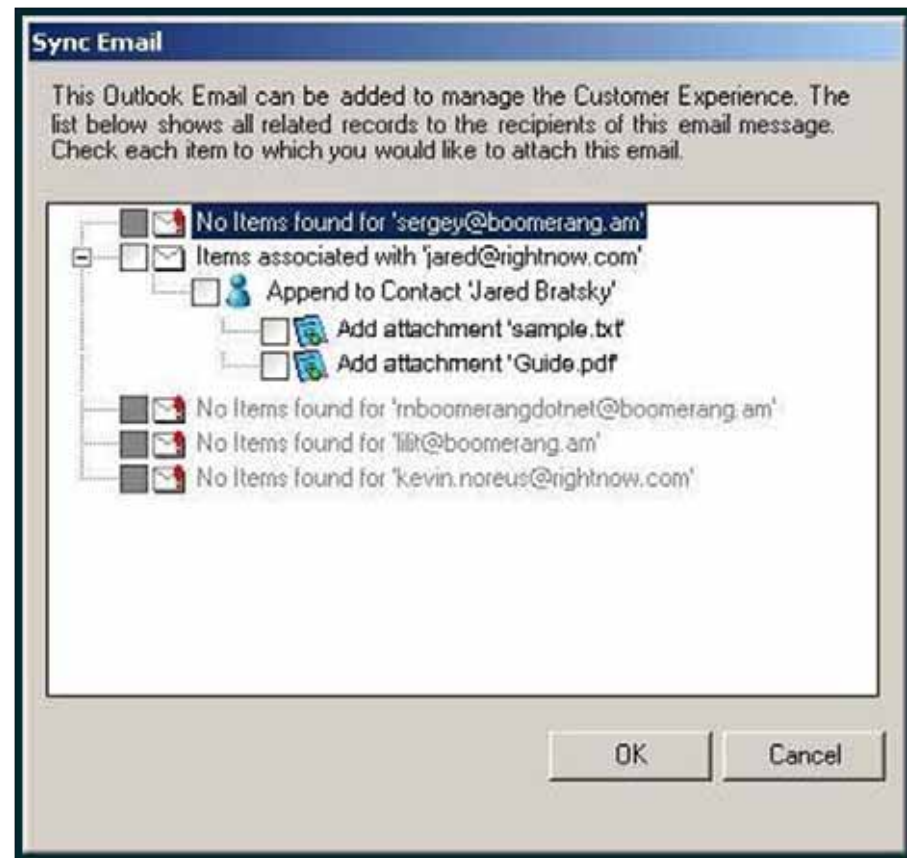 Sync Email
This Outlook Email can be added to manage the Customer Experience. The
list below shows all related records to the recipients of this email message.
Check each item to which you would like to attach this email.
No Items found for 'sergey@boomerang.am'
Items associated with 'jared@rightnow.com'
Append to Contact 'Jared Bratsky'
Add attachment 'sample.txt'
Add attachment 'Guide.pdf'
No Items found for 'rnboomerangdotnet@boomerang.am'
No Items found for 'lilit@boomerang.am'
No Items found for 'kevin.noreus@rightnow.com'
OK Cancel